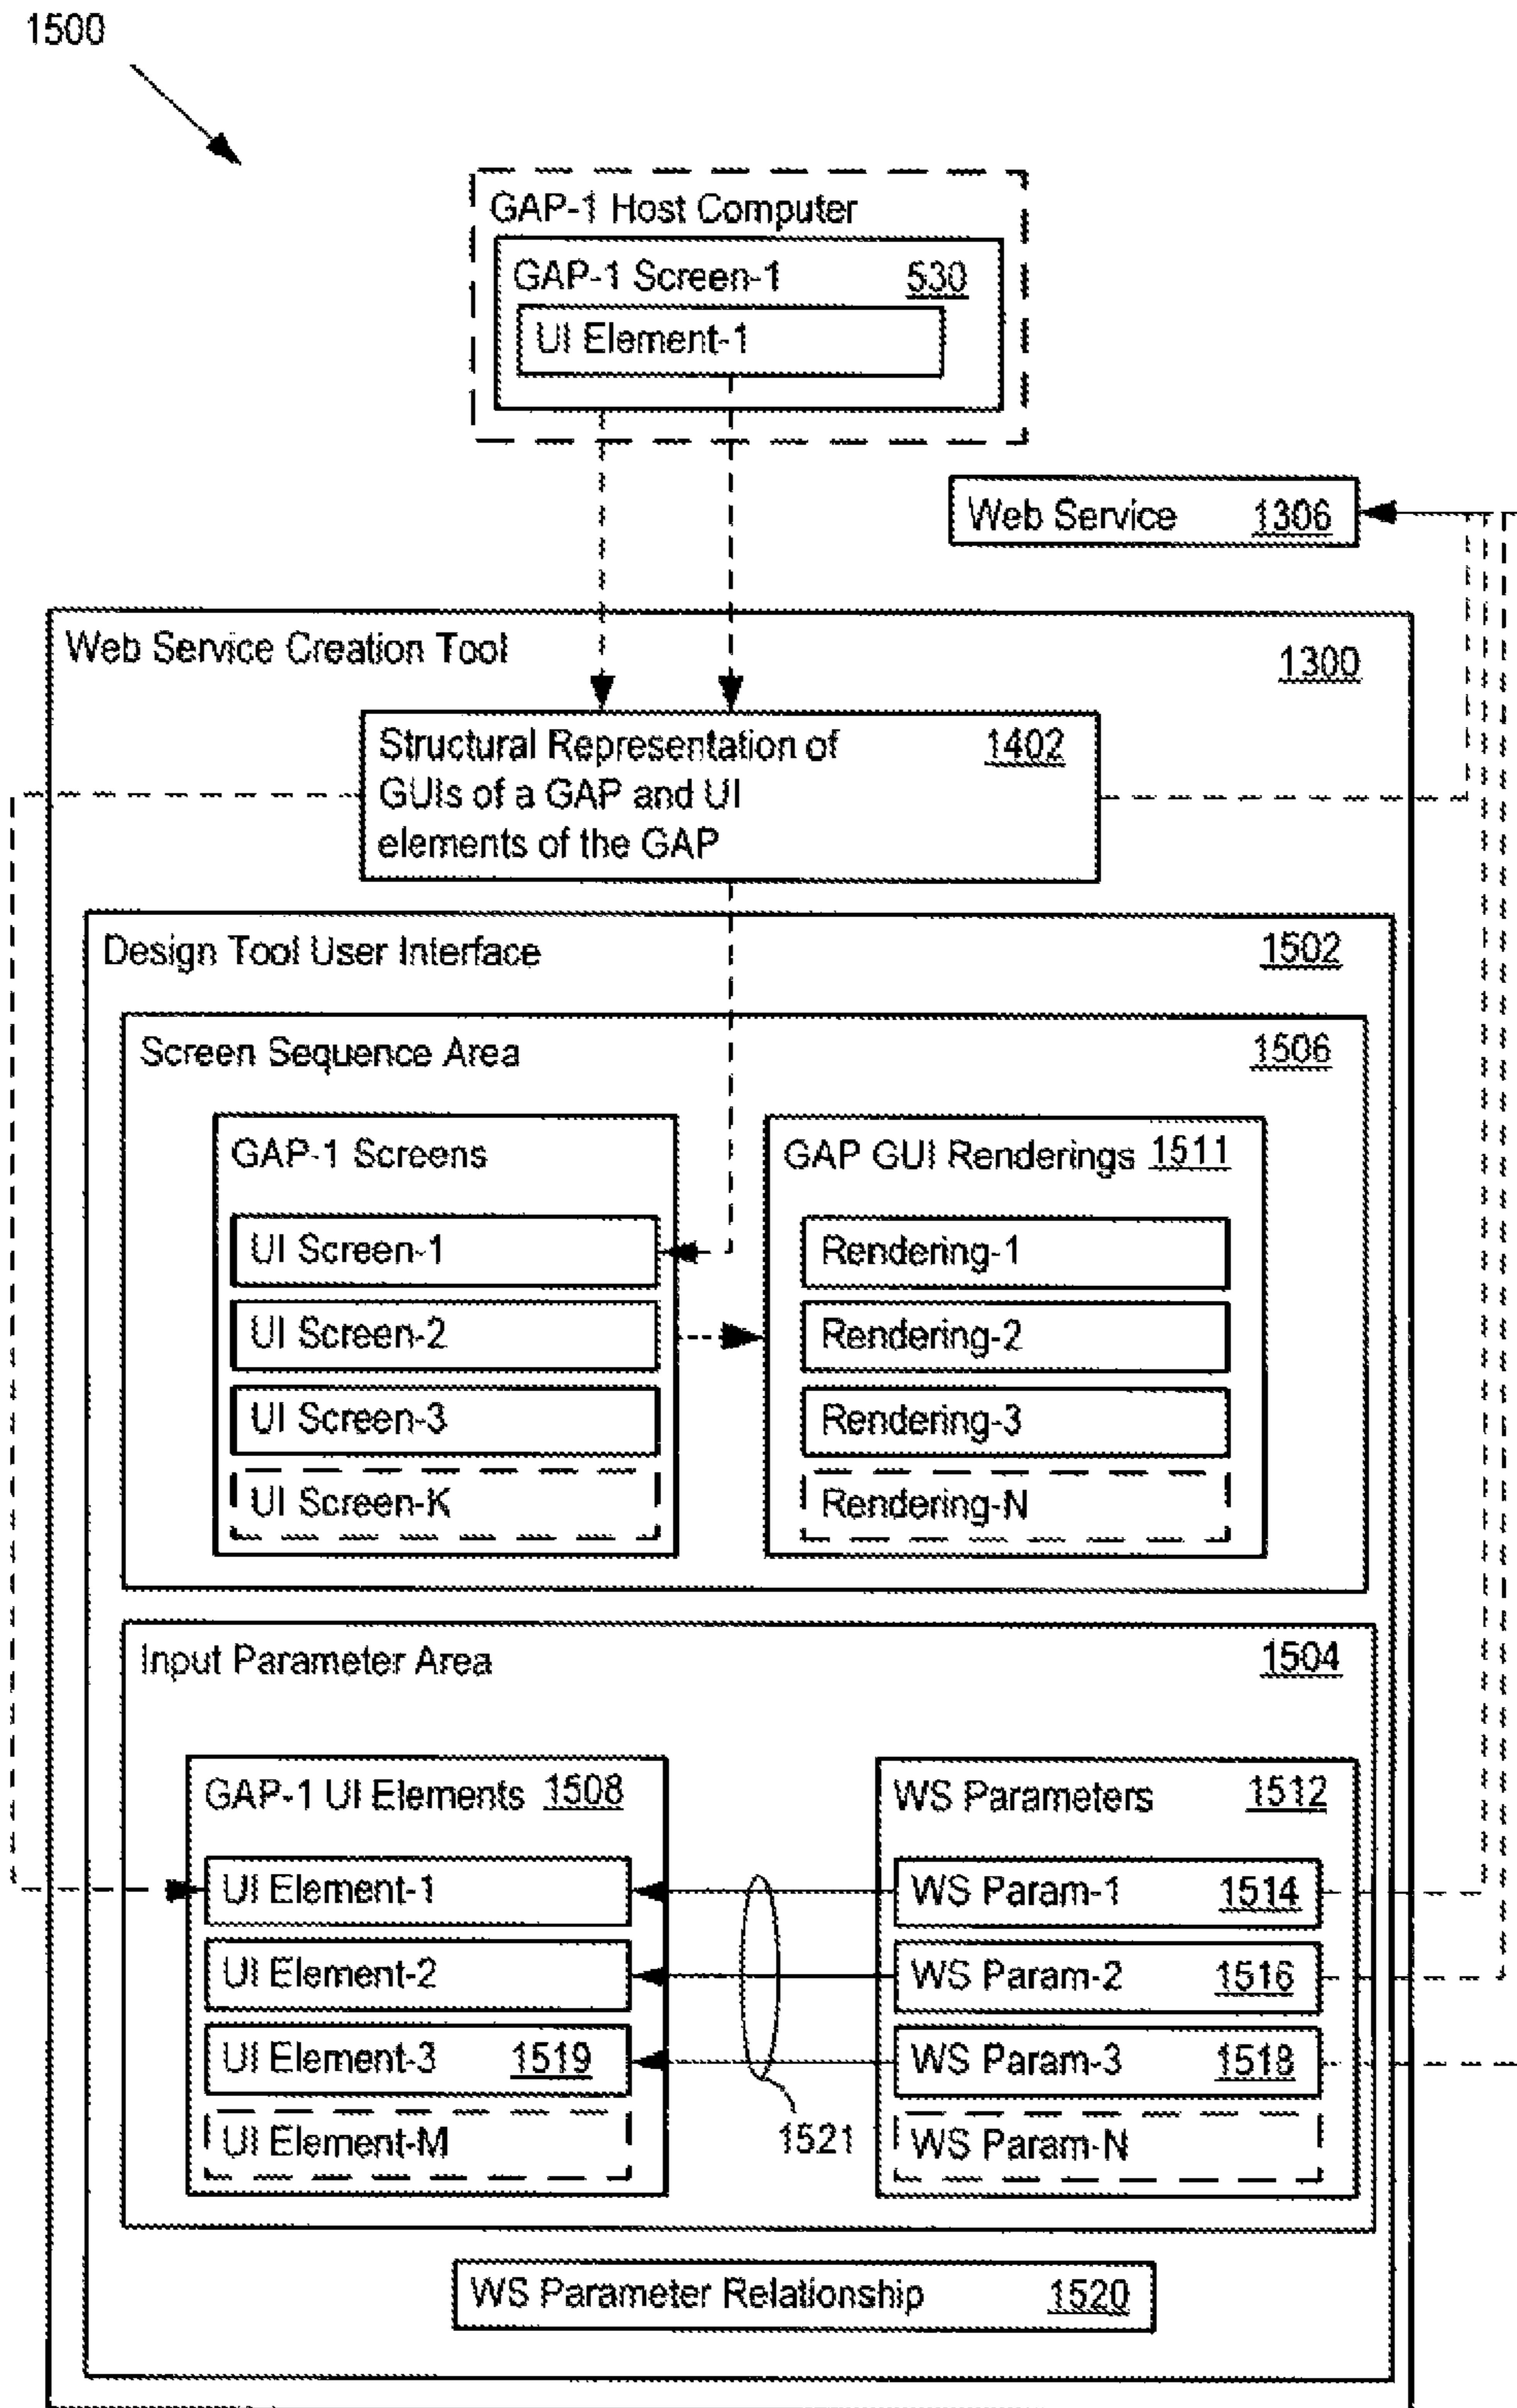 1500
GAP-1 Host Computer
GAP-1 Screen-1 530
UI Element-1
Web Service 1306
Web Service Creation Tool 1300
Structural Representation of 1402
GUIs of a GAP and UI
elements of the GAP
Design Tool User Interface 1502
Screen Sequence Area 1506
GAP-1 Screens
UI Screen-1
UI Screen-2
UI Screen-3
UI Screen-K
GAP GUI Renderings 1511
Rendering-1
Rendering-2
Rendering-3
Rendering-N
Input Parameter Area 1504
GAP-1 UI Elements 1508
UI Element-1
UI Element-2
UI Element-3 1519
UI Element-M
1521
WS Parameters 1512
WS Param-1 1514
WS Param-2 1516
WS Param-3 1518
WS Param-N
WS Parameter Relationship 1520